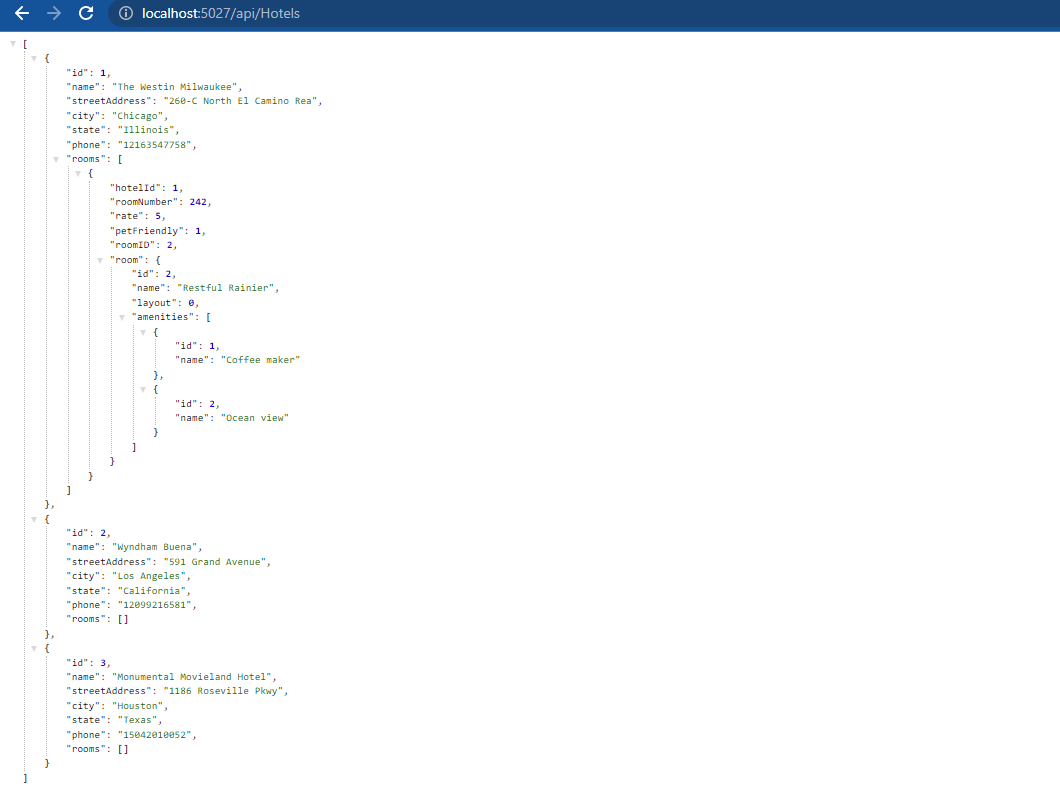 localhost:5027/api/Hotels
[
{
"id": 1,
"name": "The Westin Milwaukee",
"streetAddress": "260-C North El Camino Rea",
"city": "Chicago",
"state": "Illinois",
"phone": "12163547758",
"rooms": [
{
"hotelId": 1,
"roomNumber": 242,
"rate": 5,
"petFriendly": 1,
"roomID": 2,
"room": {
"id": 2,
"name": "Restful Rainier",
"layout": 0,
"amenities": [
{
"id": 1,
"name": "Coffee maker"
},
{
"id": 2,
"name": "Ocean view"
}
]
}
}
]
},
{
"id": 2,
"name": "Wyndham Buena",
"streetAddress": "591 Grand Avenue",
"city": "Los Angeles",
"state": "California",
"phone": "12099216581",
"rooms": []
},
{
"id": 3,
"name": "Monumental Movieland Hotel",
"streetAddress": "1186 Roseville Pkwy",
"city": "Houston",
"state": "Texas",
"phone": "15042010052",
"rooms": []
}
]